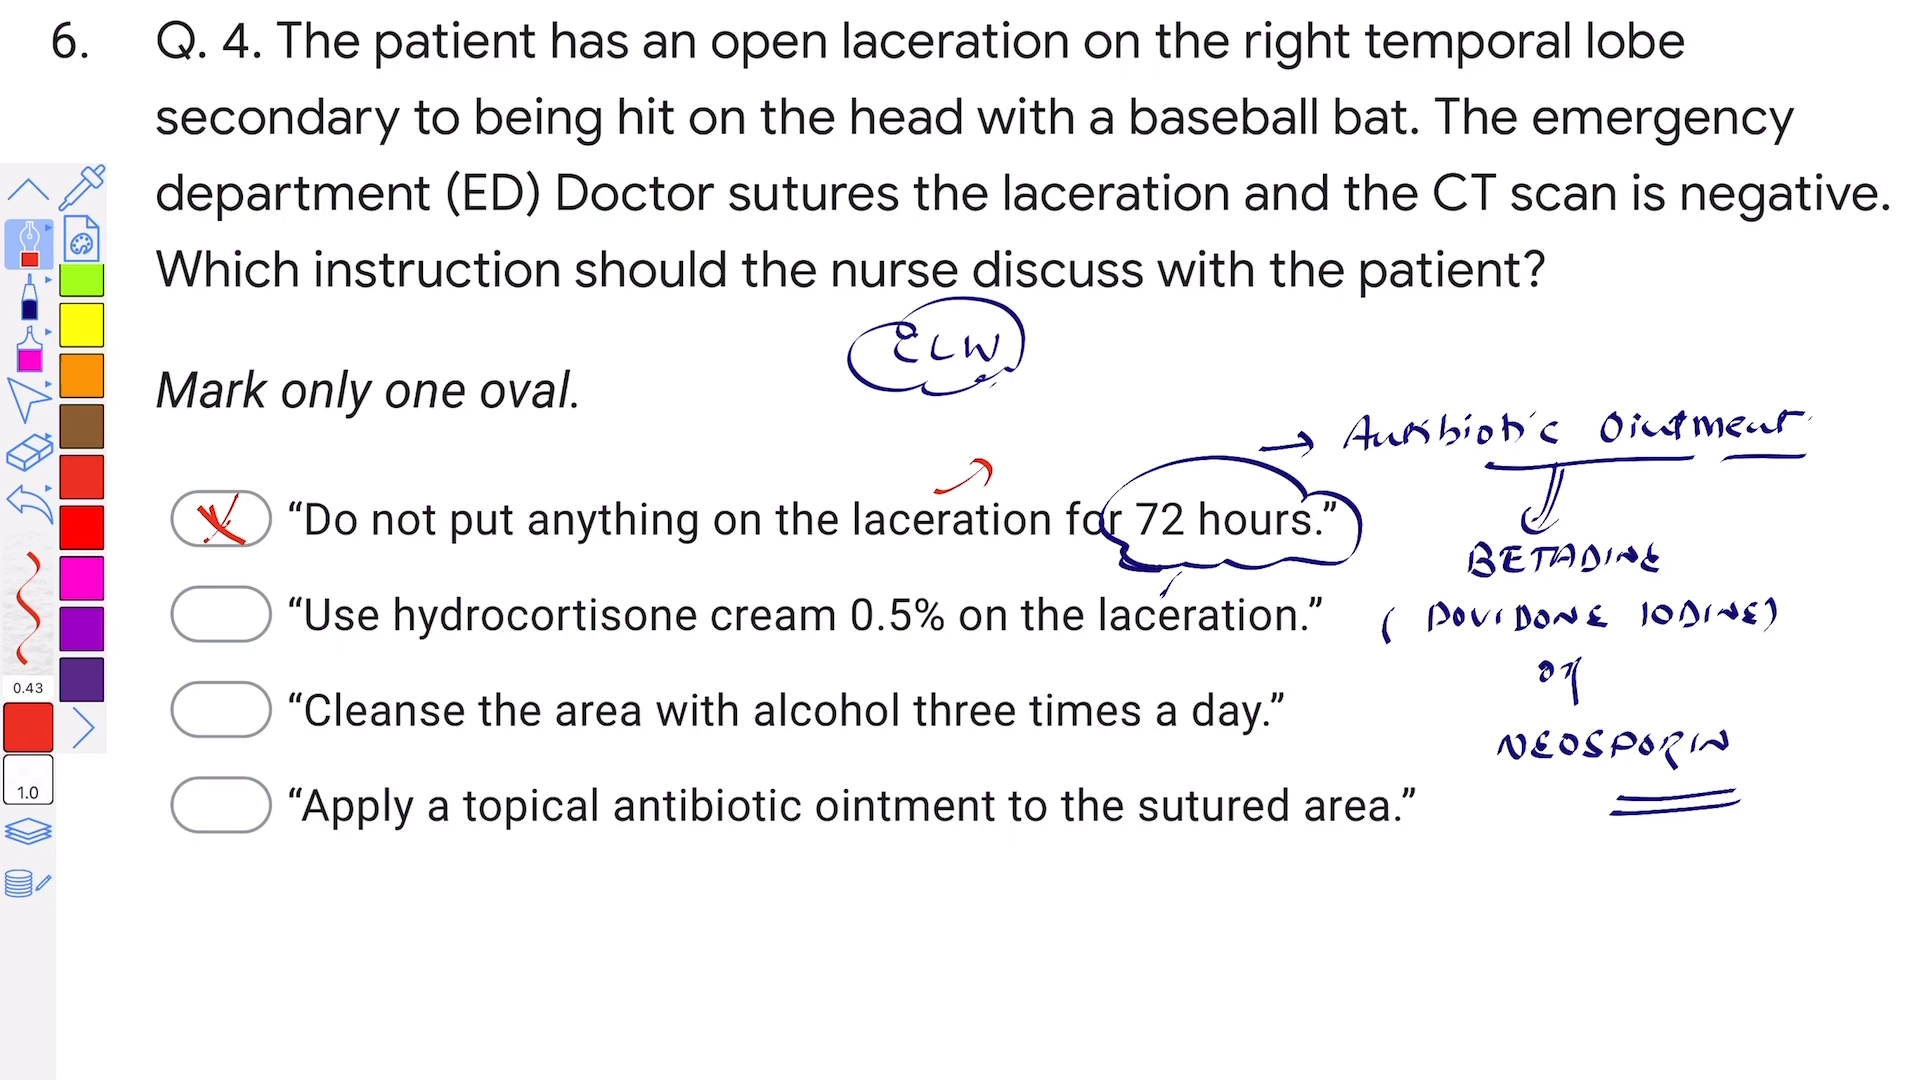 6. Q. 4. The patient has an open laceration on the right temporal lobe
secondary to being hit on the head with a baseball bat. The emergency
department (ED) Doctor sutures the laceration and the CT scan is negative.
Which instruction should the nurse discuss with the patient?
CLW
Mark only one oval.
→ Antibiotic Ointment
“Do not put anything on the laceration for 72 hours.”
BETADINE
“Use hydrocortisone cream 0.5% on the laceration.”
( POVIDONE IODINE)
or
0.43
“Cleanse the area with alcohol three times a day.”
NEOSPORIN
1.0
“Apply a topical antibiotic ointment to the sutured area.”